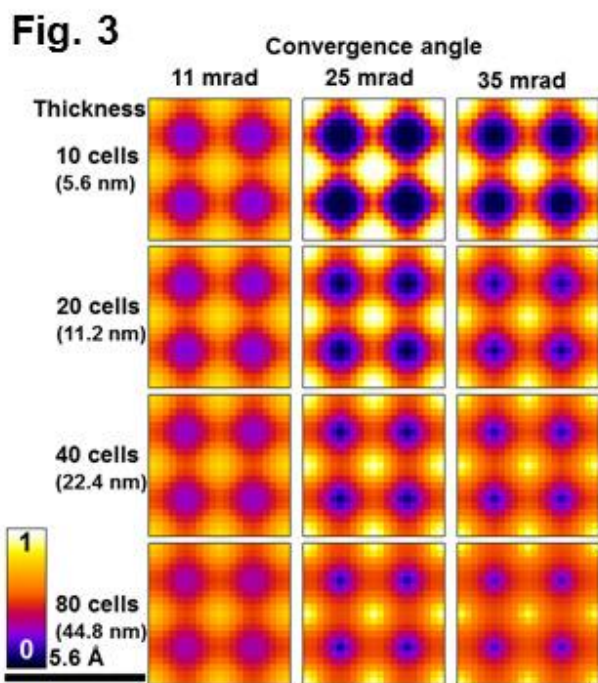 Fig. 3
Convergence angle
11 mrad 25 mrad 35 mrad
Thickness
10 cells
(5.6 nm)
20 cells
(11.2 nm)
40 cells
(22.4 nm)
1
80 cells
(44.8 nm)
0
5.6 Å